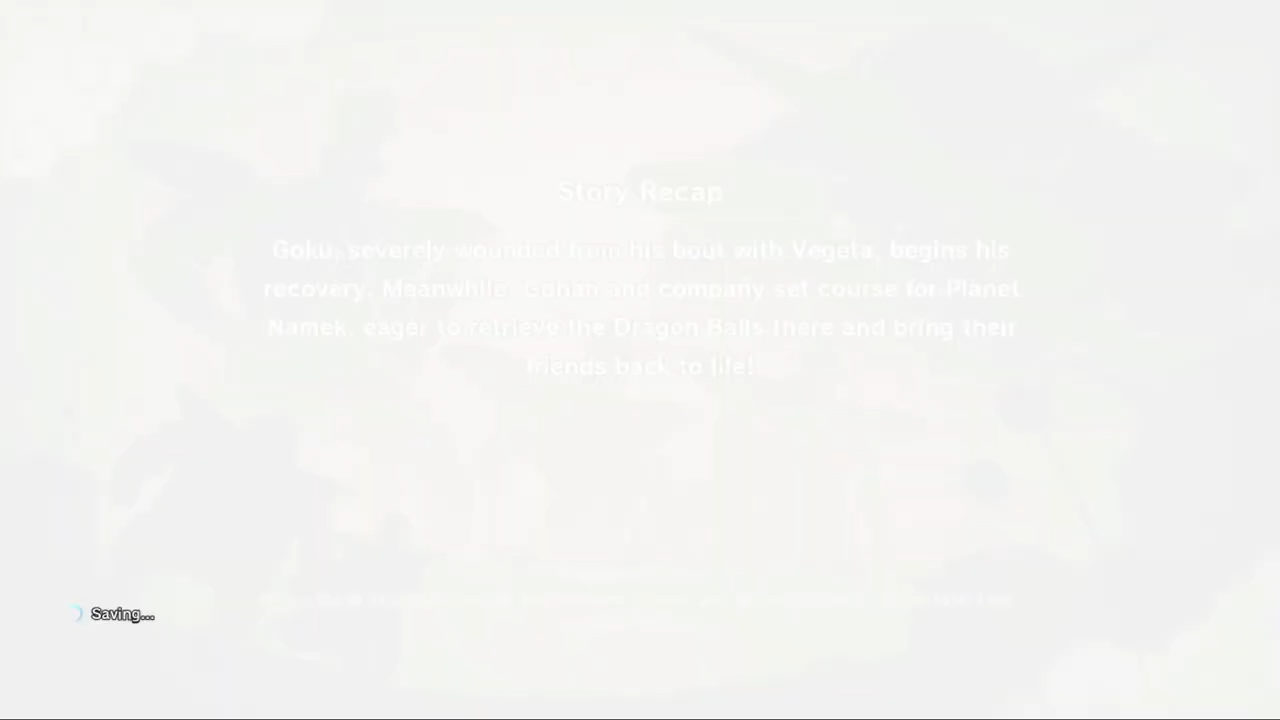 Story Recap
Goku, severely wounded from his bout with Vegeta, begins his
recovery. Meanwhile, Gohan and company set course for Planet
Namek, eager to retrieve the Dragon Balls there and bring their
friends back to life!
Saving...